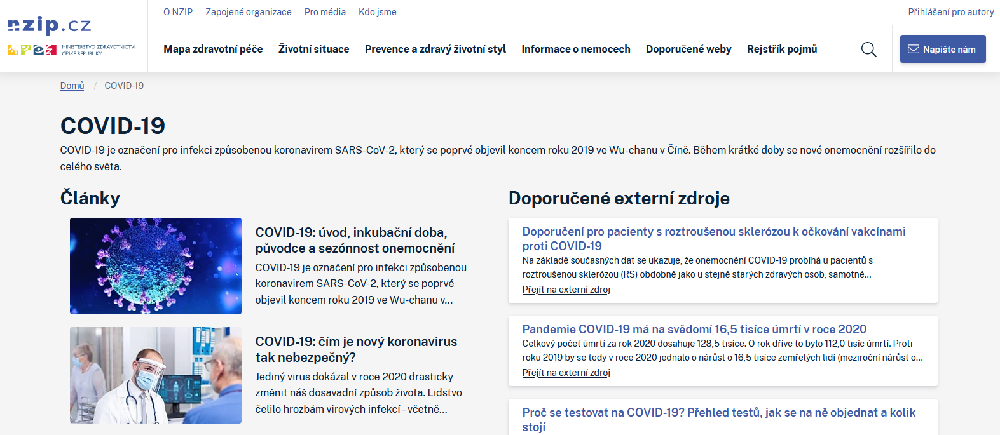 nzip.cz
MINISTERSTVO ZDRAVOTNICTVÍ
ČESKÉ REPUBLIKY
O NZIP
Zapojené organizace
Pro média
Kdo jsme
Přihlášení pro autory
Mapa zdravotní péče
Životní situace
Prevence a zdravý životní styl
Informace o nemocech
Doporučené weby
Rejstřík pojmů
Napište nám
Domů / COVID-19
COVID-19
COVID-19 je označení pro infekci způsobenou koronavirem SARS-CoV-2, který se poprvé objevil koncem roku 2019 ve Wu-chanu v Číně. Během krátké doby se nové onemocnění rozšířilo do
celého světa.
Články
COVID-19: úvod, inkubační doba,
původce a sezónnost onemocnění
COVID-19 je označení pro infekci způsobenou
koronavirem SARS-CoV-2, který se poprvé
objevil koncem roku 2019 ve Wu-chanu v...
COVID-19: čím je nový koronavirus
tak nebezpečný?
Jediný virus dokázal v roce 2020 drasticky
změnit náš dosavadní způsob života. Lidstvo
čelilo hrozbám virových infekcí – včetně...
Doporučené externí zdroje
Doporučení pro pacienty s roztroušenou sklerózou k očkování vakcínami
proti COVID-19
Na základě současných dat se ukazuje, že onemocnění COVID-19 probíhá u pacientů s
roztroušenou sklerózou (RS) obdobně jako u stejně starých zdravých osob, samotné...
Přejít na externí zdroj
Pandemie COVID-19 má na svědomí 16,5 tisíce úmrtí v roce 2020
Celkový počet úmrtí za rok 2020 dosahuje 128,5 tisíce. O rok dříve to bylo 112,0 tisíc úmrtí. Proti
roku 2019 by se tedy v roce 2020 jednalo o nárůst o 16,5 tisíce zemřelých lidí (meziroční nárůst o...
Přejít na externí zdroj
Proč se testovat na COVID-19? Přehled testů, jak se na ně objednat a kolik
stojí